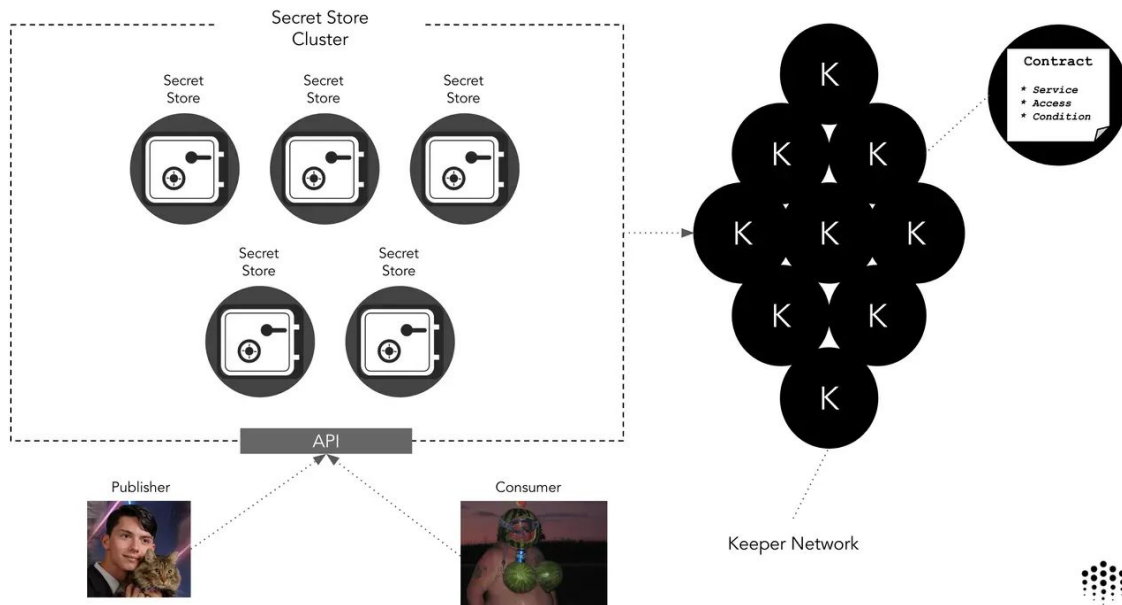 Secret Store
Cluster
Secret
Store
Secret
Store
Secret
Store
Secret
Store
Secret
Store
API
Publisher
Consumer
K
K
K
K
K
K
K
K
K
Contract
* Service
* Access
* Condition
Keeper Network